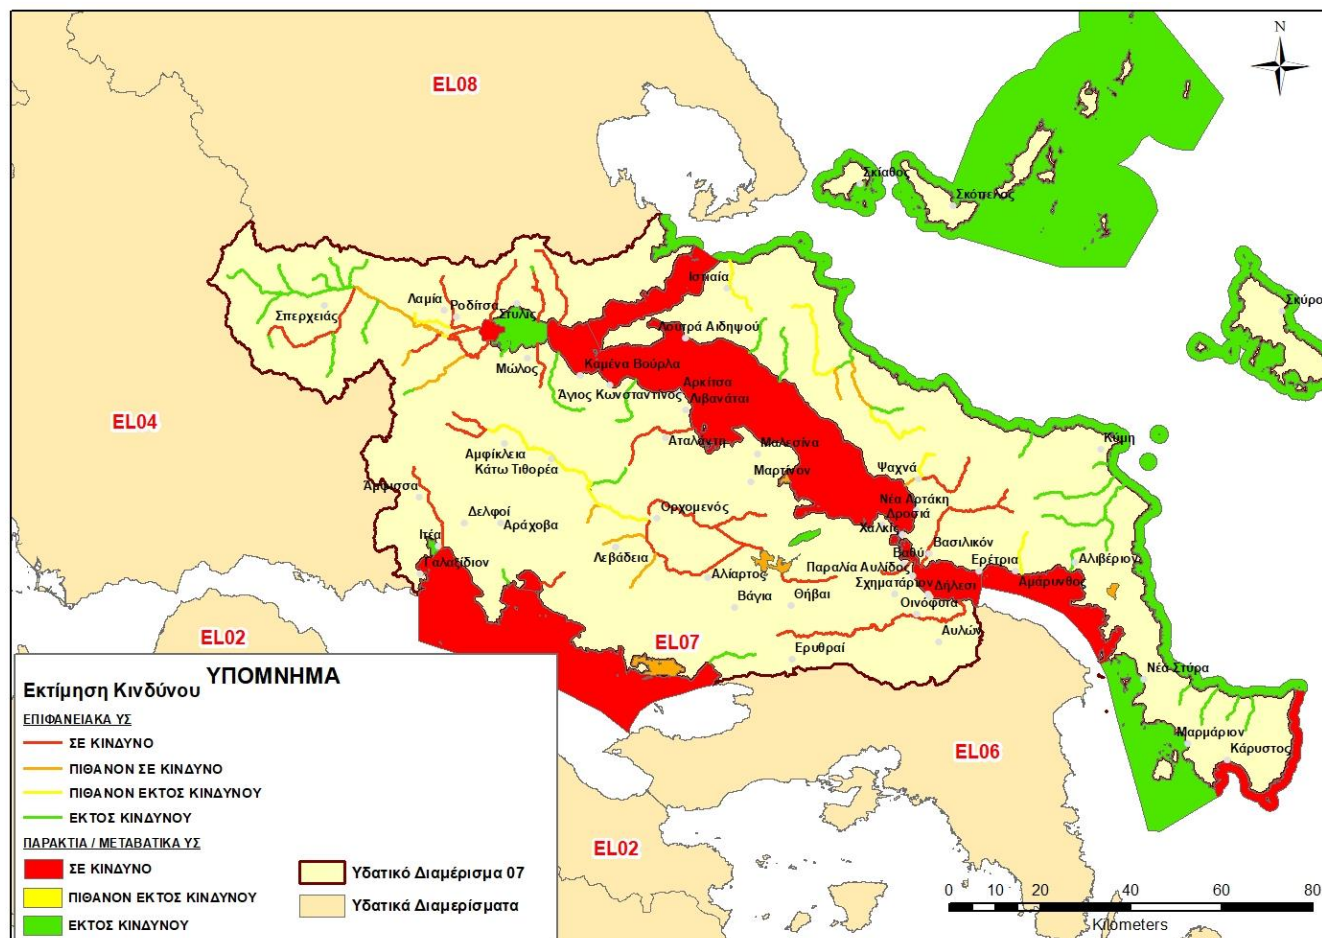 N
EL08
Σκίαθος
Σκόπελος
Ιστιαία
Σκύρο
Λαμία
Ροδίτσα
Στυλίς
Σπερχειάς
Λουτρά Αιδηψού
Μώλος
Καμένα Βούρλα
Αρκίτσα
Άγιος Κωνσταντίνος
Λιβανάται
EL04
Αταλάντη
Μαλεσίνα
Κύμη
Αμφίκλεια
Κάτω Τιθορέα
Μαρτίνον
Ψαχνά
Άμφισσα
Νέα Αρτάκη
Δροσιά
Δελφοί
Αράχοβα
Ορχομενός
Χαλκίς
Ιτέα
Γαλαξίδιον
Λεβάδεια
Βαθύ
Βασιλικόν
Αλίαρτος
Παραλία Αυλίδος
Ερέτρια
Αλιβέριον
Σχηματάριον
Δήλεσι
Αμάρυνθος
Βάγια
Θήβαι
Οινόφυτα
EL02
EL07
Ερυθραί
Αυλών
Νέα Στύρα
Μαρμάριον
Κάρυστος
EL06
EL02
ΥΠΟΜΝΗΜΑ
Εκτίμηση Κινδύνου
ΕΠΙΦΑΝΕΙΑΚΑ ΥΣ
ΣΕ ΚΙΝΔΥΝΟ
ΠΙΘΑΝΟΝ ΣΕ ΚΙΝΔΥΝΟ
ΠΙΘΑΝΟΝ ΕΚΤΟΣ ΚΙΝΔΥΝΟΥ
ΕΚΤΟΣ ΚΙΝΔΥΝΟΥ
ΠΑΡΑΚΤΙΑ / ΜΕΤΑΒΑΤΙΚΑ ΥΣ
ΣΕ ΚΙΝΔΥΝΟ
ΠΙΘΑΝΟΝ ΕΚΤΟΣ ΚΙΝΔΥΝΟΥ
ΕΚΤΟΣ ΚΙΝΔΥΝΟΥ
Υδατικό Διαμέρισμα 07
Υδατικά Διαμερίσματα
0 10 20 40 60 80
Kilometers